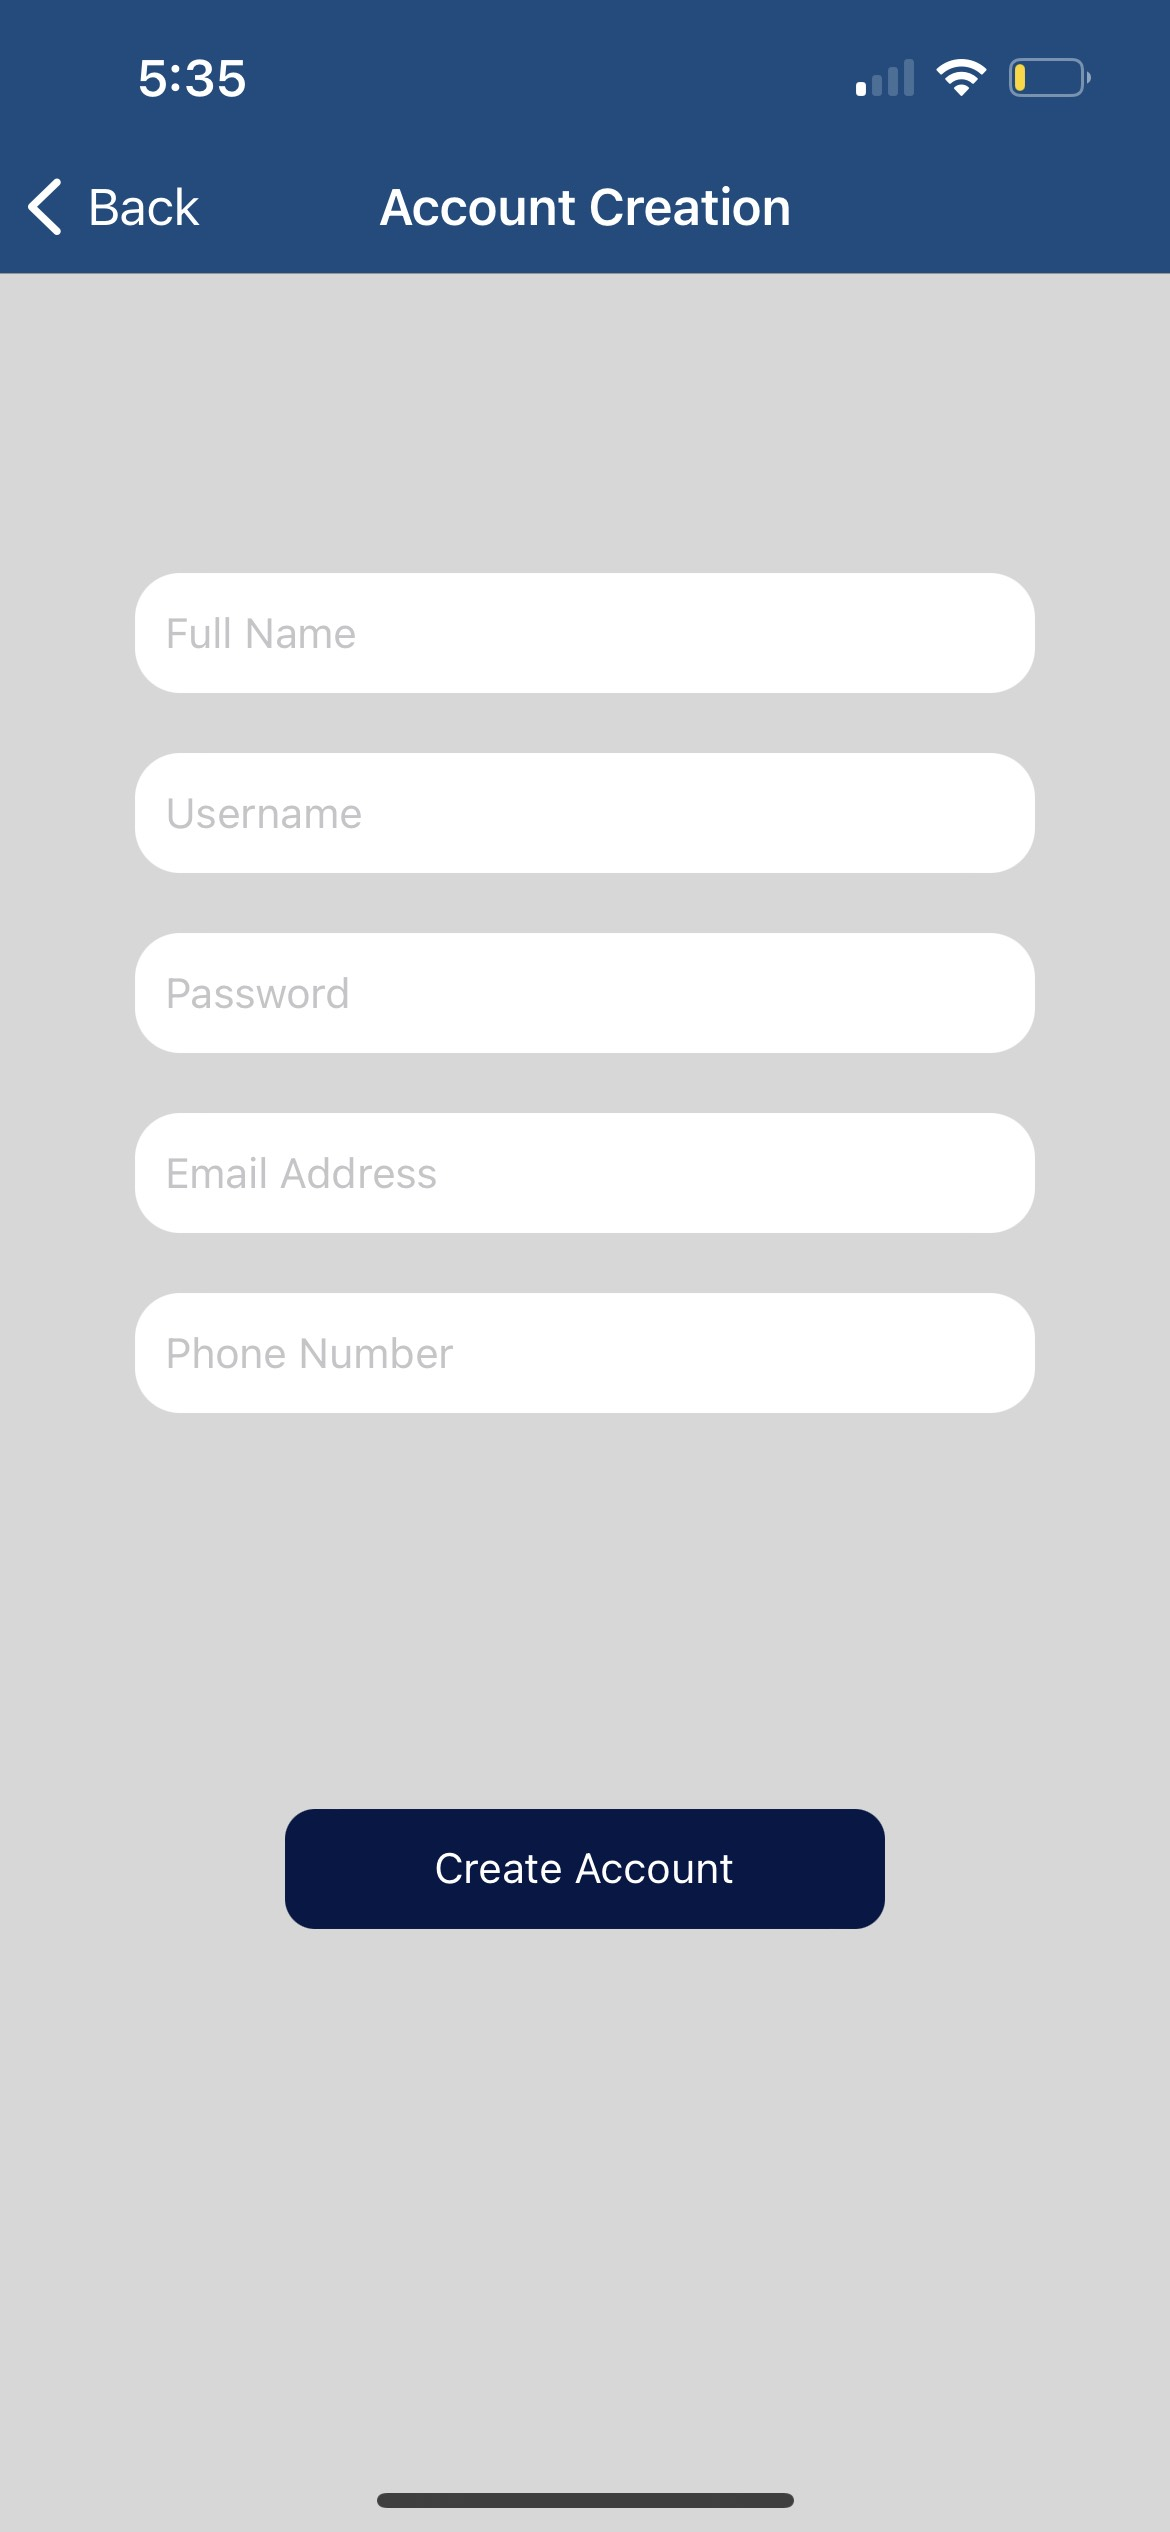 5:35
Back
Account Creation
Full Name
Username
Password
Email Address
Phone Number
Create Account